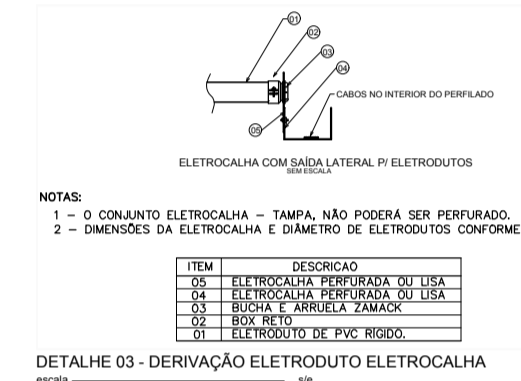 01
02
03
04
CABOS NO INTERIOR DO PERFILADO
05
ELETROCALHA COM SAÍDA LATERAL P/ ELETRODUTOS
SEM ESCALA
NOTAS:
1 – O CONJUNTO ELETROCALHA – TAMPA, NÃO PODERÁ SER PERFURADO.
2 – DIMENSÕES DA ELETROCALHA E DIÂMETRO DE ELETRODUTOS CONFORME
ITEM DESCRICAO
05 ELETROCALHA PERFURADA OU LISA
04 ELETROCALHA PERFURADA OU LISA
03 BUCHA E ARRUELA ZAMACK
02 BOX RETO
01 ELETRODUTO DE PVC RIGIDO.
DETALHE 03 - DERIVAÇÃO ELETRODUTO ELETROCALHA
escala s/e